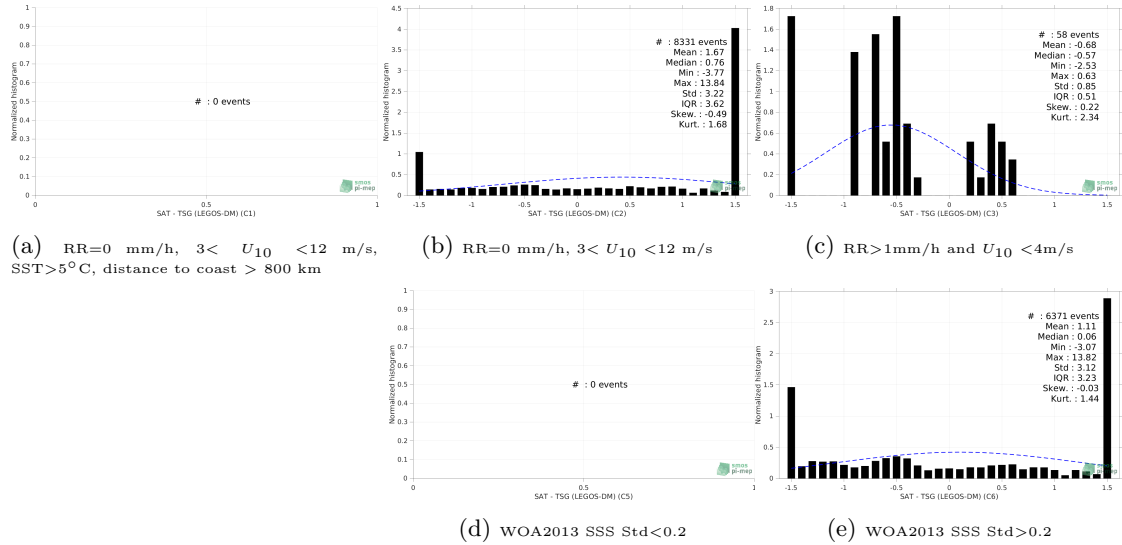 1
0.9
0.8
0.7
0.6
0.5
0.4
0.3
0.2
0.1
0
Normalized histogram
# : 0 events
smos
pi-mep
0 0.5 1
SAT - TSG (LEGOS-DM) (C1)
(a) RR=0 mm/h, 3< U10 <12 m/s,
SST>5°C, distance to coast > 800 km
4.5
4
3.5
3
2.5
2
1.5
1
0.5
0
Normalized histogram
# : 8331 events
Mean : 1.67
Median : 0.76
Min : -3.77
Max : 13.84
Std : 3.22
IQR : 3.62
Skew. : -0.49
Kurt. : 1.68
smos
pi-mep
-1.5 -1 -0.5 0 0.5 1 1.5
SAT - TSG (LEGOS-DM) (C2)
(b) RR=0 mm/h, 3< U10 <12 m/s
1.8
1.6
1.4
1.2
1
0.8
0.6
0.4
0.2
0
Normalized histogram
# : 58 events
Mean : -0.68
Median : -0.57
Min : -2.53
Max : 0.63
Std : 0.85
IQR : 0.51
Skew. : 0.22
Kurt. : 2.34
smos
pi-mep
-1.5 -1 -0.5 0 0.5 1 1.5
SAT - TSG (LEGOS-DM) (C3)
(c) RR>1mm/h and U10 <4m/s
1
0.9
0.8
0.7
0.6
0.5
0.4
0.3
0.2
0.1
0
Normalized histogram
# : 0 events
smos
pi-mep
0 0.5 1
SAT - TSG (LEGOS-DM) (C5)
(d) WOA2013 SSS Std<0.2
3
2.5
2
1.5
1
0.5
0
Normalized histogram
# : 6371 events
Mean : 1.11
Median : 0.06
Min : -3.07
Max : 13.82
Std : 3.12
IQR : 3.23
Skew. : -0.03
Kurt. : 1.44
smos
pi-mep
-1.5 -1 -0.5 0 0.5 1 1.5
SAT - TSG (LEGOS-DM) (C6)
(e) WOA2013 SSS Std>0.2